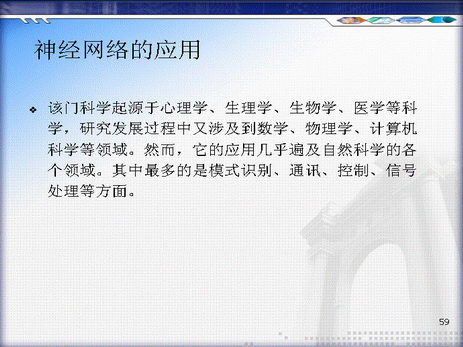 神经网络的应用
该门科学起源于心理学、生理学、生物学、医学等科
学，研究发展过程中又涉及到数学、物理学、计算机
科学等领域。然而，它的应用几乎遍及自然科学的各
个领域。其中最多的是模式识别、通讯、控制、信号
处理等方面。
59